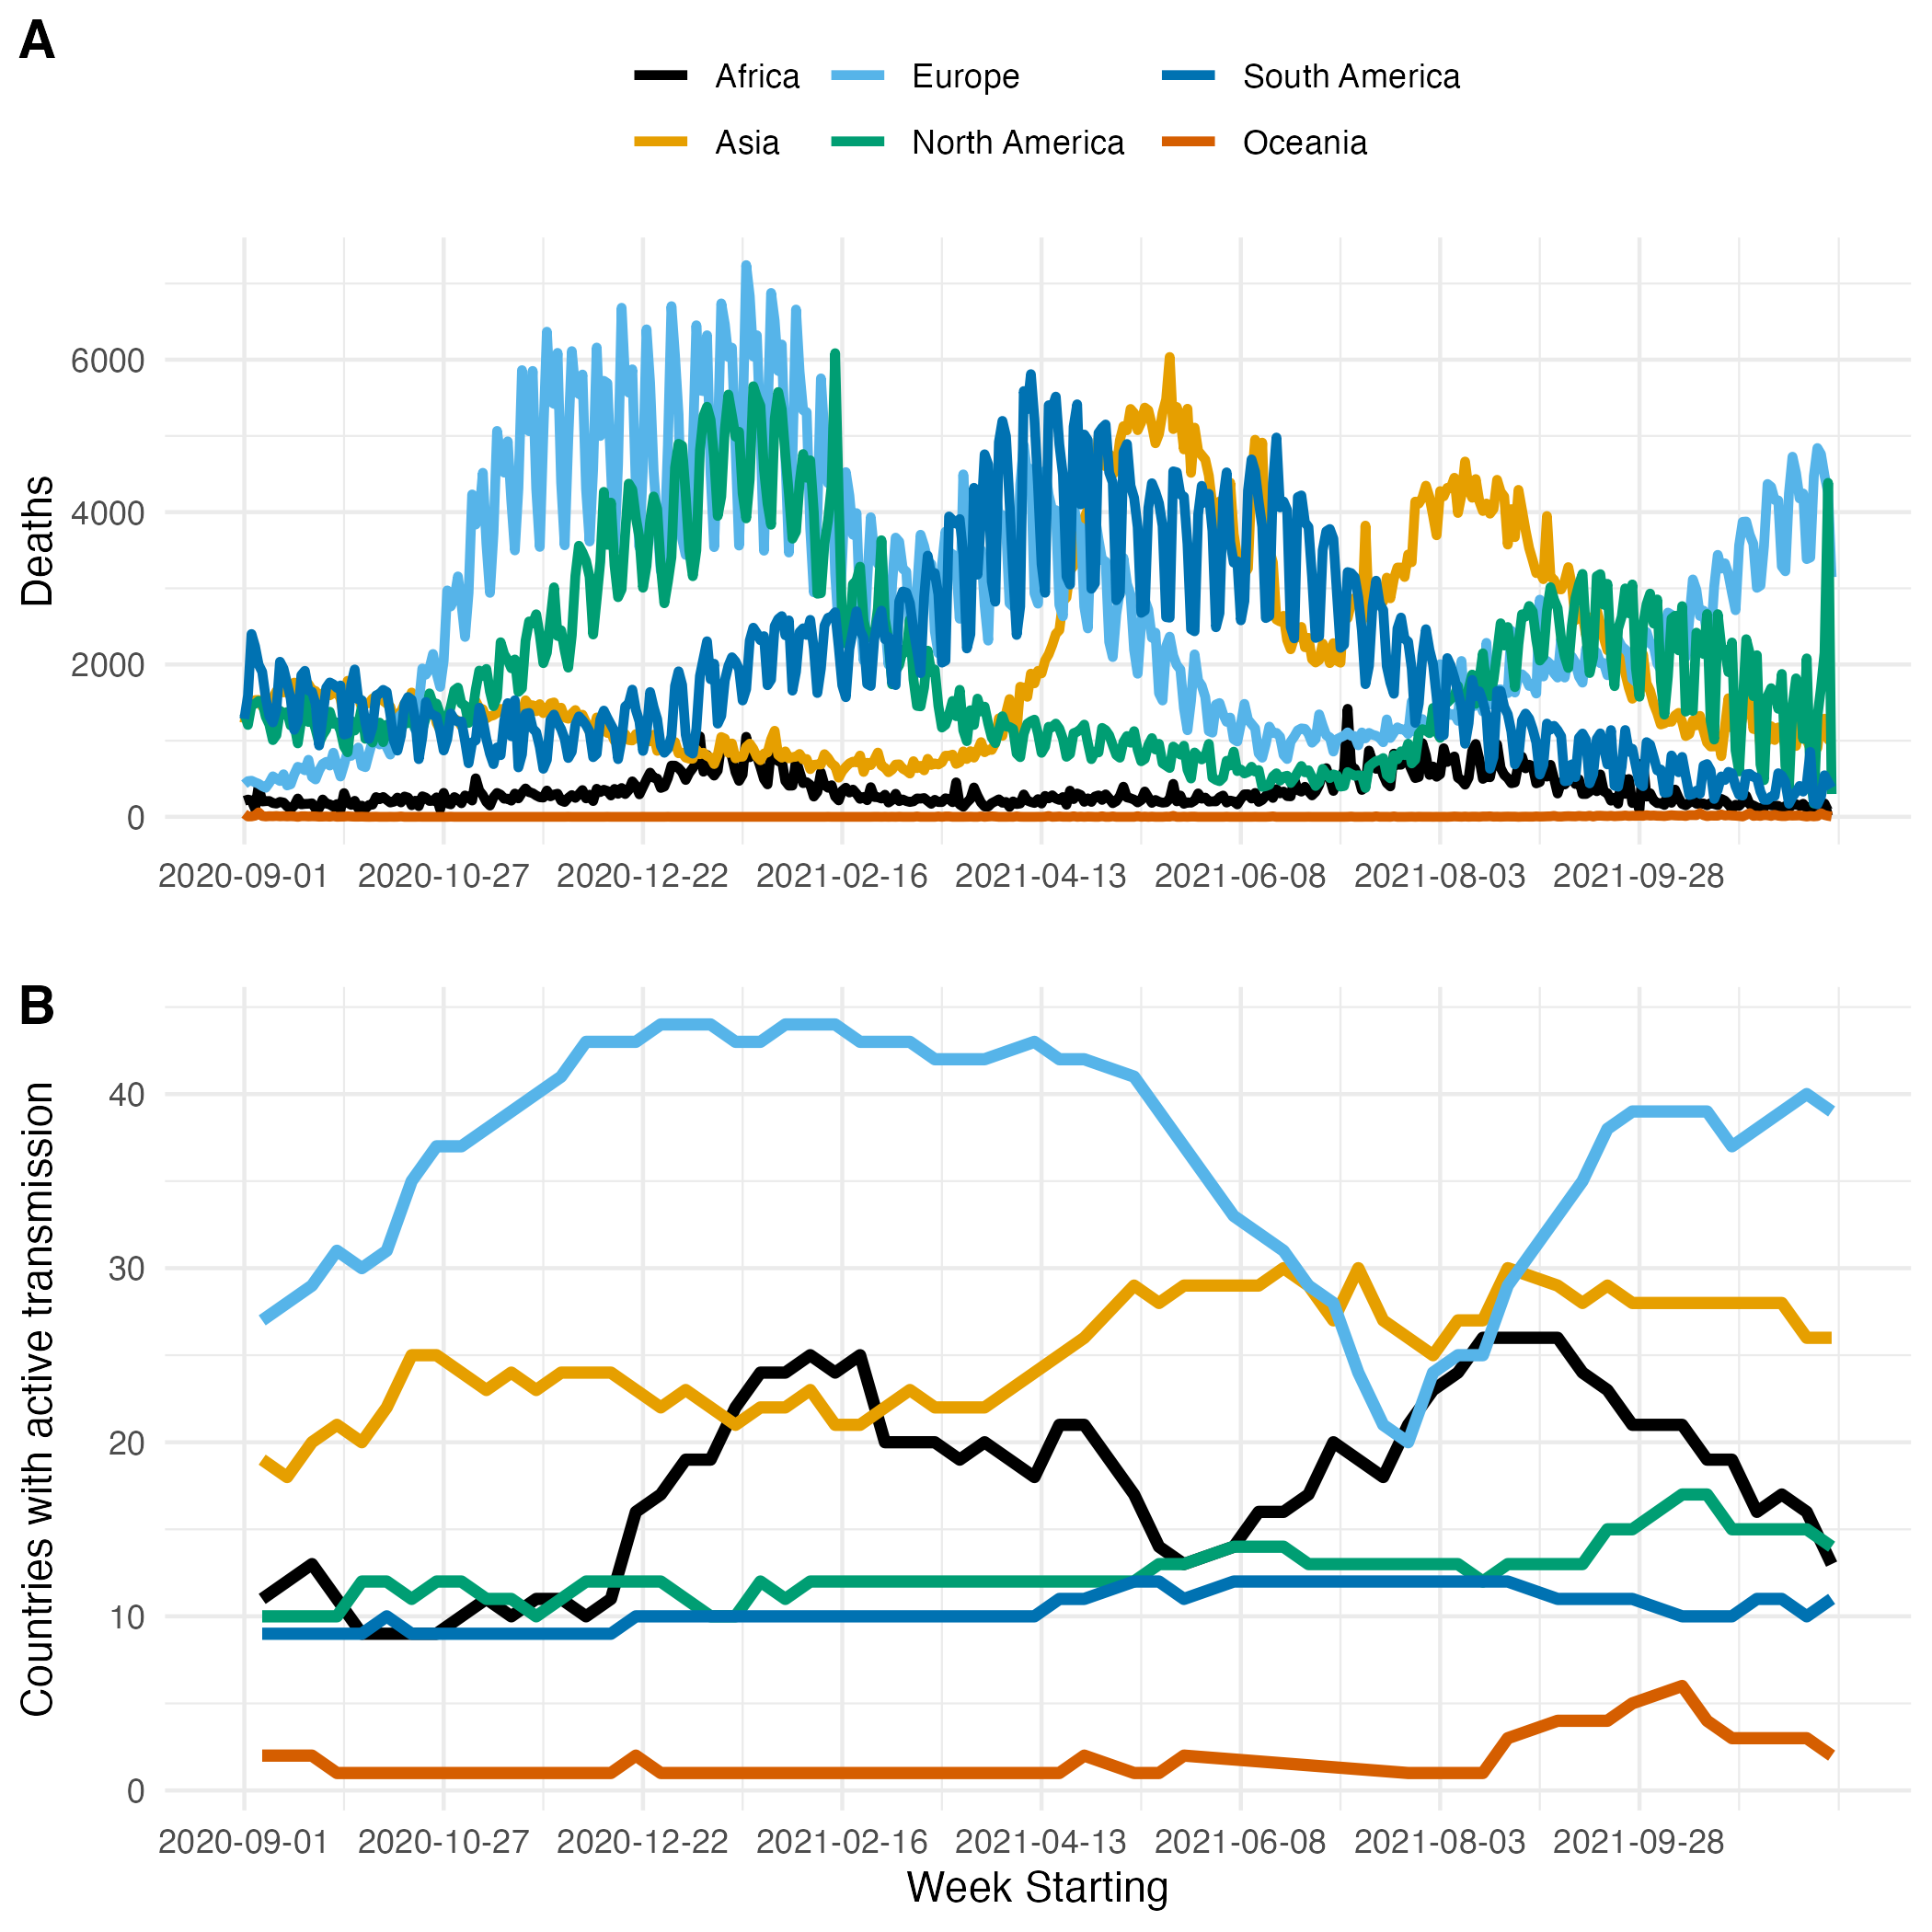 A
Africa Europe South America
Asia North America Oceania
Deaths
6000
4000
2000
0
2020-09-01 2020-10-27 2020-12-22 2021-02-16 2021-04-13 2021-06-08 2021-08-03 2021-09-28
B
Countries with active transmission
40
30
20
10
0
2020-09-01 2020-10-27 2020-12-22 2021-02-16 2021-04-13 2021-06-08 2021-08-03 2021-09-28
Week Starting